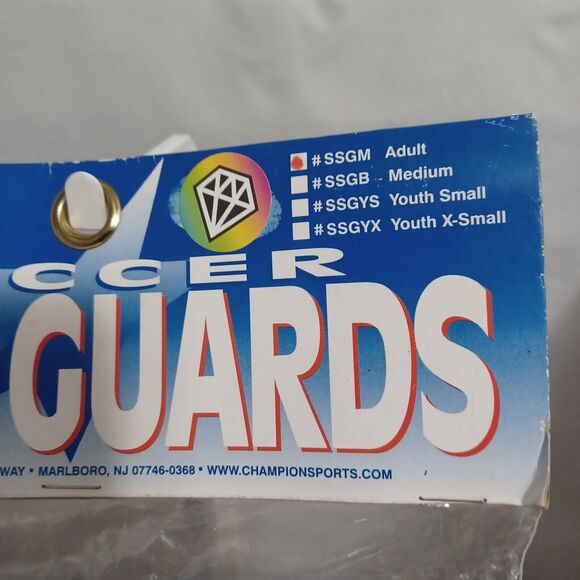 #SSGM Adult
#SSGB Medium
#SSGYS Youth Small
#SSGYX Youth X-Small
CCER
GUARDS
WAY • MARLBORO, NJ 07746-0368 • WWW.CHAMPIONSPORTS.COM